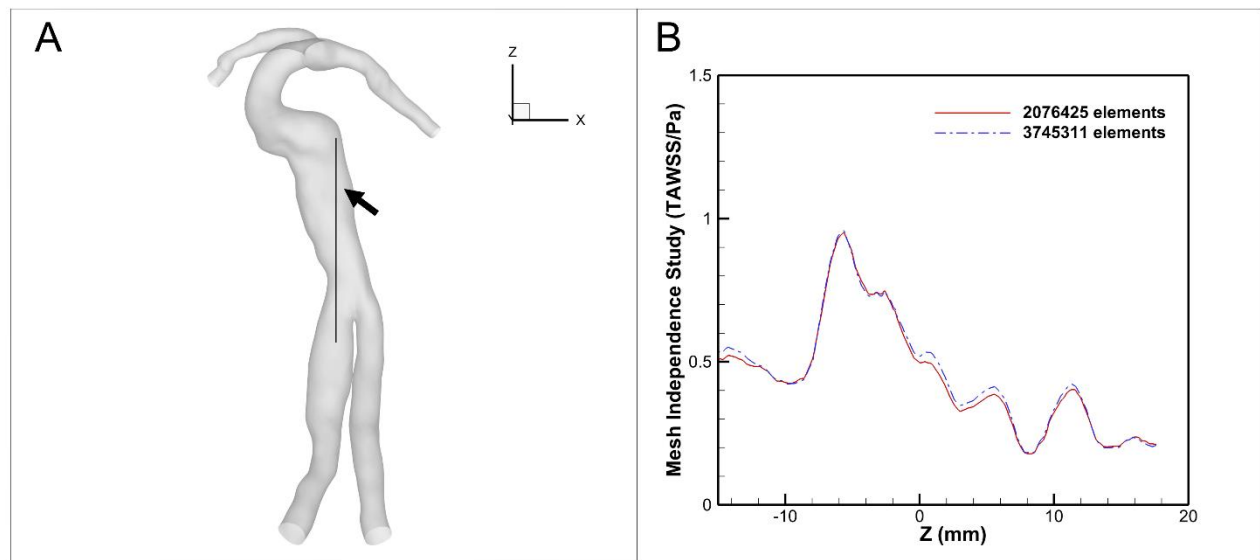 A
Z
X
B
1.5
1
0.5
0
-10
0
10
20
Z (mm)
Mesh Independence Study (TAWSS/Pa)
2076425 elements
3745311 elements